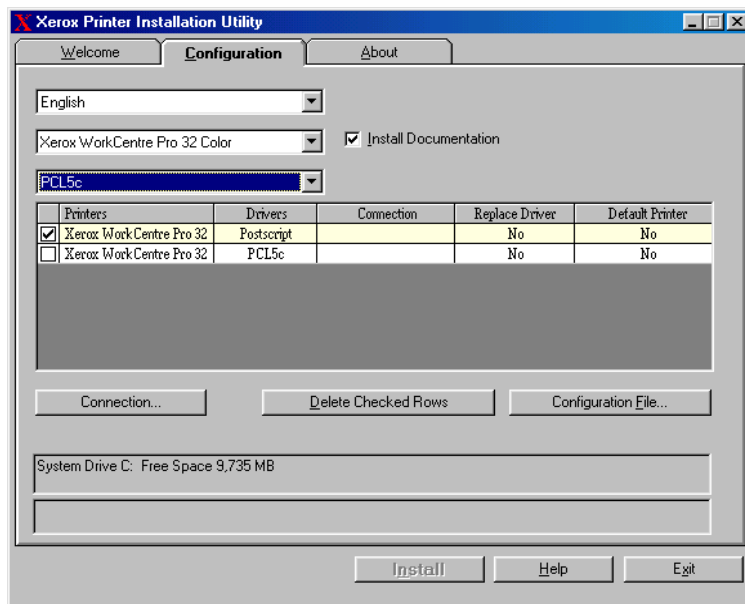 Xerox Printer Installation Utility
Welcome Configuration About
English
Xerox WorkCentre Pro 32 Color Install Documentation
PCL5c
Printers Drivers Connection Replace Driver Default Printer
Xerox WorkCentre Pro 32 Postscript No No
Xerox WorkCentre Pro 32 PCL5c No No
Connection... Delete Checked Rows Configuration File...
System Drive C: Free Space 9,735 MB
Install Help Exit